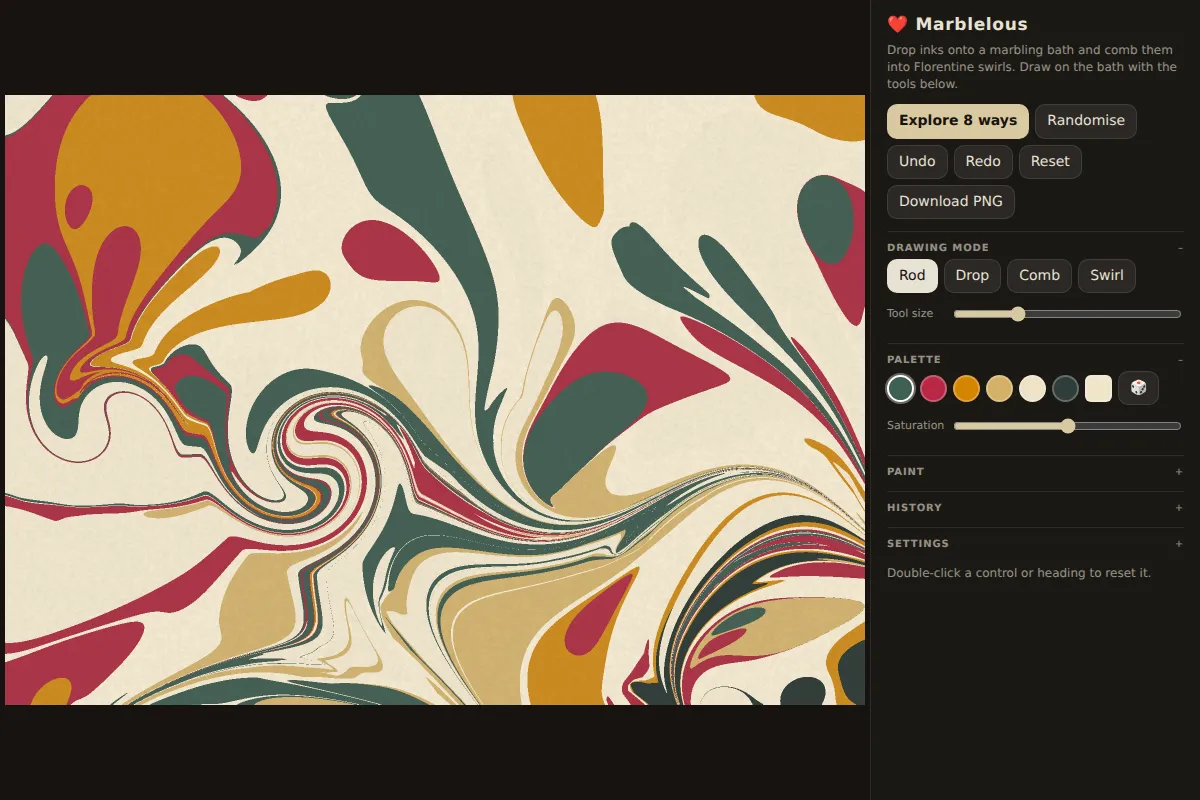 ❤️ Marblelous
Drop inks onto a marbling bath and comb them
into Florentine swirls. Draw on the bath with the
tools below.
Explore 8 ways
Randomise
Undo
Redo
Reset
Download PNG
DRAWING MODE –
Rod
Drop
Comb
Swirl
Tool size
PALETTE –
🎲
Saturation
PAINT +
HISTORY +
SETTINGS +
Double-click a control or heading to reset it.